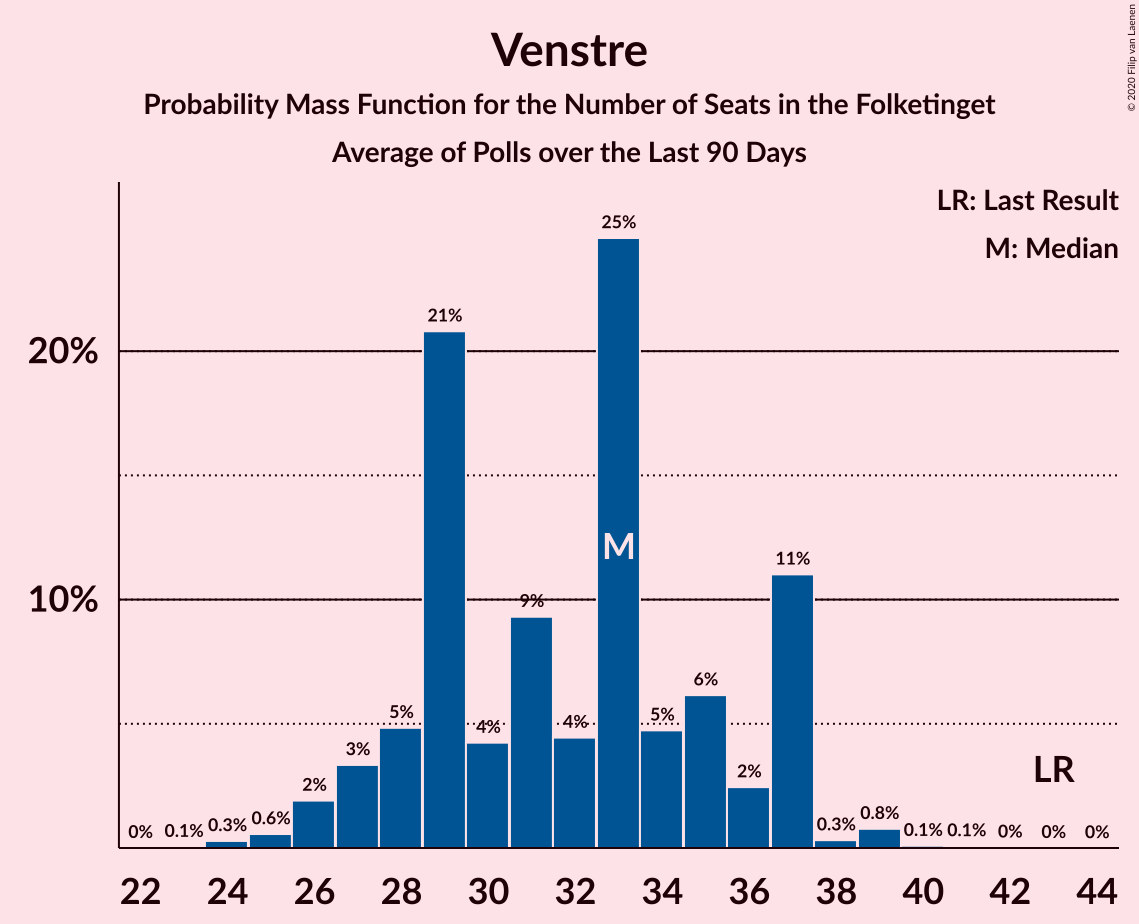 Venstre
Probability Mass Function for the Number of Seats in the Folketinget
Average of Polls over the Last 90 Days
© 2020 Filip van Laenen
LR: Last Result
M: Median
20%
10%
0% 0.1% 0.3% 0.6% 2% 3% 5% 21% 4% 9% 4% 25% 5% 6% 2% 11% 0.3% 0.8% 0.1% 0.1% 0% 0% 0%
M
LR
22 24 26 28 30 32 34 36 38 40 42 44